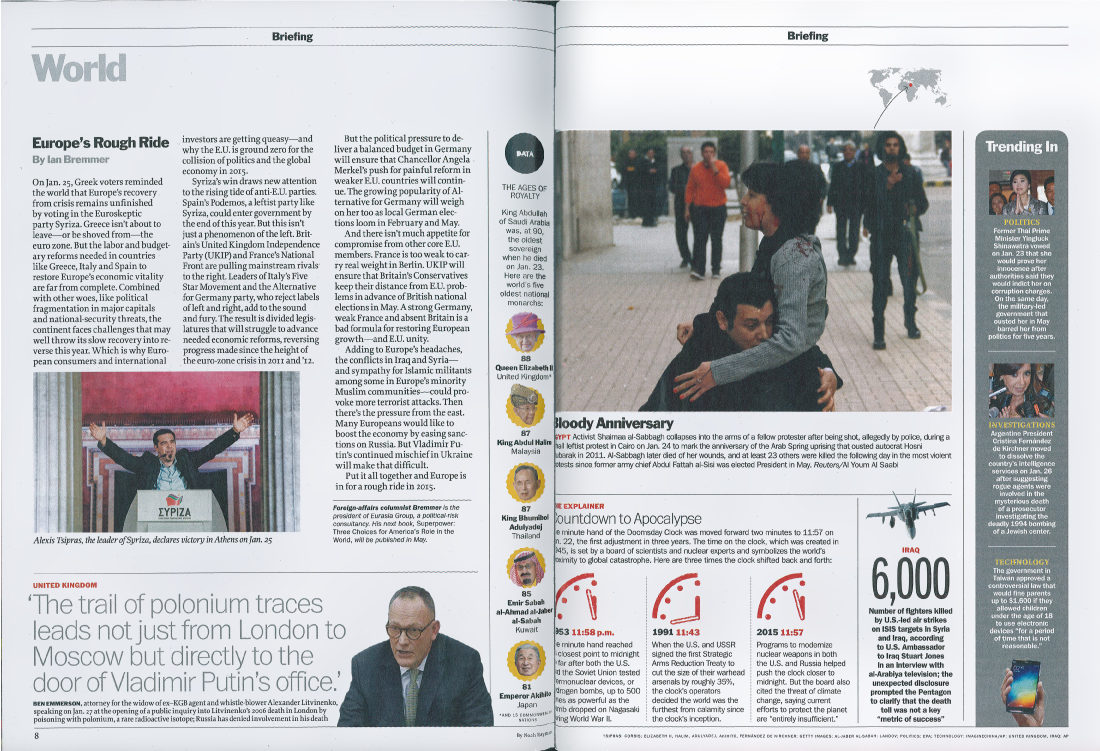 Briefing
World
Europe's Rough Ride
By Ian Bremmer
On Jan. 25, Greek voters reminded
the world that Europe's recovery
from crisis remains unfinished
by voting in the Euroskeptic
party Syriza. Greece isn't about to
leave—or be shoved from—the
euro zone. But the labor and budget-
ary reforms needed in countries
like Greece, Italy and Spain to
restore Europe's economic vitality
are far from complete. Combined
with other woes, like political
fragmentation in major capitals
and national-security threats, the
continent faces challenges that may
well throw its slow recovery into re-
verse this year. Which is why Euro-
pean consumers and international
investors are getting queasy—and
why the E.U. is ground zero for the
collision of politics and the global
economy in 2015.
Syriza's win draws new attention
to the rising tide of anti-E.U. parties.
Spain's Podemos, a leftist party like
Syriza, could enter government by
the end of this year. But this isn't
just a phenomenon of the left. Brit-
ain's United Kingdom Independence
Party (UKIP) and France's National
Front are pulling mainstream rivals
to the right. Leaders of Italy's Five
Star Movement and the Alternative
for Germany party, who reject labels
of left and right, add to the sound
and fury. The result is divided legis-
latures that will struggle to advance
needed economic reforms, reversing
progress made since the height of
the euro-zone crisis in 2011 and '12.
But the political pressure to de-
liver a balanced budget in Germany
will ensure that Chancellor Angela
Merkel's push for painful reform in
weaker E.U. countries will contin-
ue. The growing popularity of Al-
ternative for Germany will weigh
on her too as local German elec-
tions loom in February and May.
And there isn't much appetite for
compromise from other core E.U.
members. France is too weak to car-
ry real weight in Berlin. UKIP will
ensure that Britain's Conservatives
keep their distance from E.U. prob-
lems in advance of British national
elections in May. A strong Germany,
weak France and absent Britain is a
bad formula for restoring European
growth—and E.U. unity.
Adding to Europe's headaches,
the conflicts in Iraq and Syria—
and sympathy for Islamic militants
among some in Europe's minority
Muslim communities—could pro-
voke more terrorist attacks. Then
there's the pressure from the east.
Many Europeans would like to
boost the economy by easing sanc-
tions on Russia. But Vladimir Pu-
tin's continued mischief in Ukraine
will make that difficult.
Put it all together and Europe is
in for a rough ride in 2015.
Foreign-affairs columnist Bremmer is the
president of Eurasia Group, a political-risk
consultancy. His next book, Superpower:
Three Choices for America's Role in the
World, will be published in May.
ΣΥΡΙΖΑ
Alexis Tsipras, the leader of Syriza, declares victory in Athens on Jan. 25
UNITED KINGDOM
'The trail of polonium traces
leads not just from London to
Moscow but directly to the
door of Vladimir Putin's office.'
BEN EMMERSON, attorney for the widow of ex-KGB agent and whistle-blower Alexander Litvinenko,
speaking on Jan. 27 at the opening of a public inquiry into Litvinenko's 2006 death in London by
poisoning with polonium, a rare radioactive isotope; Russia has denied involvement in his death
8
DATA
THE AGES OF
ROYALTY
King Abdullah
of Saudi Arabia
was, at 90,
the oldest
sovereign
when he died
on Jan. 23.
Here are the
world's five
oldest national
monarchs:
88
Queen Elizabeth II
United Kingdom*
87
King Abdul Halim
Malaysia
87
King Bhumibol
Adulyadej
Thailand
85
Emir Sabah
al-Ahmad al-Jaber
al-Sabah
Kuwait
81
Emperor Akihito
Japan
*AND 15 COMMONWEALTH
NATIONS
By Noah Rayman
Briefing
Bloody Anniversary
EGYPT Activist Shaimaa al-Sabbagh collapses into the arms of a fellow protester after being shot, allegedly by police, during a
small leftist protest in Cairo on Jan. 24 to mark the anniversary of the Arab Spring uprising that ousted autocrat Hosni
Mubarak in 2011. Al-Sabbagh later died of her wounds, and at least 23 others were killed the following day in the most violent
protests since former army chief Abdul Fattah al-Sisi was elected President in May. Reuters/Al Youm Al Saabi
THE EXPLAINER
Countdown to Apocalypse
The minute hand of the Doomsday Clock was moved forward two minutes to 11:57 on
Jan. 22, the first adjustment in three years. The time on the clock, which was created in
1945, is set by a board of scientists and nuclear experts and symbolizes the world's
proximity to global catastrophe. Here are three times the clock shifted back and forth:
1953 11:58 p.m.
The minute hand reached
closest point to midnight
far after both the U.S.
and the Soviet Union tested
thermonuclear devices, or
hydrogen bombs, up to 500
times as powerful as the
bomb dropped on Nagasaki
during World War II.
1991 11:43
When the U.S. and USSR
signed the first Strategic
Arms Reduction Treaty to
cut the size of their warhead
arsenals by roughly 35%,
the clock's operators
decided the world was the
furthest from calamity since
the clock's inception.
2015 11:57
Programs to modernize
nuclear weapons in both
the U.S. and Russia helped
push the clock closer to
midnight. But the board also
cited the threat of climate
change, saying current
efforts to protect the planet
are "entirely insufficient."
IRAQ
6,000
Number of fighters killed
by U.S.-led air strikes
on ISIS targets in Syria
and Iraq, according
to U.S. Ambassador
to Iraq Stuart Jones
in an interview with
al-Arabiya television; the
unexpected disclosure
prompted the Pentagon
to clarify that the death
toll was not a key
"metric of success"
Trending In
POLITICS
Former Thai Prime
Minister Yingluck
Shinawatra vowed
on Jan. 23 that she
would prove her
innocence after
authorities said they
would indict her on
corruption charges.
On the same day,
the military-led
government that
ousted her in May
barred her from
politics for five years.
INVESTIGATIONS
Argentine President
Cristina Fernández
de Kirchner moved
to dissolve the
country's intelligence
services on Jan. 26
after suggesting
rogue agents were
involved in the
mysterious death
of a prosecutor
investigating the
deadly 1994 bombing
of a Jewish center.
TECHNOLOGY
The government in
Taiwan approved a
controversial law that
would fine parents
up to $1,600 if they
allowed children
under the age of 18
to use electronic
devices "for a period
of time that is not
reasonable."
TSIPRAS: CORBIS; ELIZABETH II, HALIM, ADULYADEJ, AKIHITO, FERNÁNDEZ DE KIRCHNER: GETTY IMAGES; AL-JABER AL-SABAH: LANDOV; POLITICS: EPA; TECHNOLOGY: IMAGINECHINA/AP; UNITED KINGDOM, IRAQ: AP